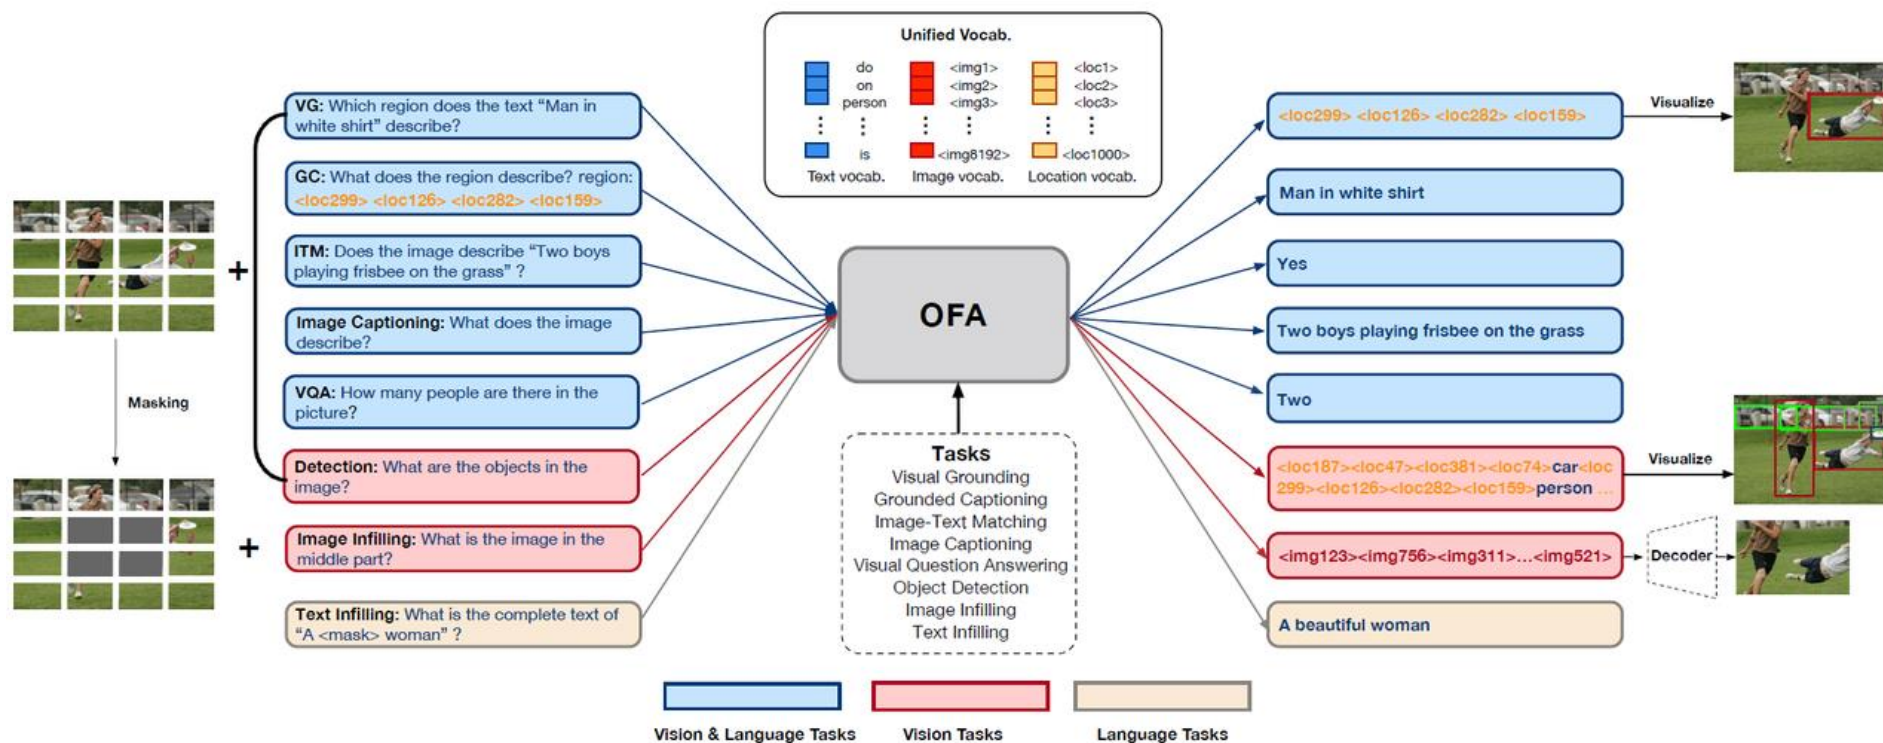 Unified Vocab.
do
on
person
is
Text vocab.
<img1>
<img2>
<img3>
<img8192>
Image vocab.
<loc1>
<loc2>
<loc3>
<loc1000>
Location vocab.
Masking
+
+
VG: Which region does the text “Man in
white shirt” describe?
GC: What does the region describe? region:
<loc299> <loc126> <loc282> <loc159>
ITM: Does the image describe “Two boys
playing frisbee on the grass” ?
Image Captioning: What does the image
describe?
VQA: How many people are there in the
picture?
Detection: What are the objects in the
image?
Image Infilling: What is the image in the
middle part?
Text Infilling: What is the complete text of
“A <mask> woman” ?
OFA
Tasks
Visual Grounding
Grounded Captioning
Image-Text Matching
Image Captioning
Visual Question Answering
Object Detection
Image Infilling
Text Infilling
<loc299> <loc126> <loc282> <loc159>
Visualize
Man in white shirt
Yes
Two boys playing frisbee on the grass
Two
<loc187><loc47><loc381><loc74>car<loc
299><loc126><loc282><loc159>person ...
Visualize
<img123><img756><img311>...<img521>
Decoder
A beautiful woman
Vision & Language Tasks
Vision Tasks
Language Tasks